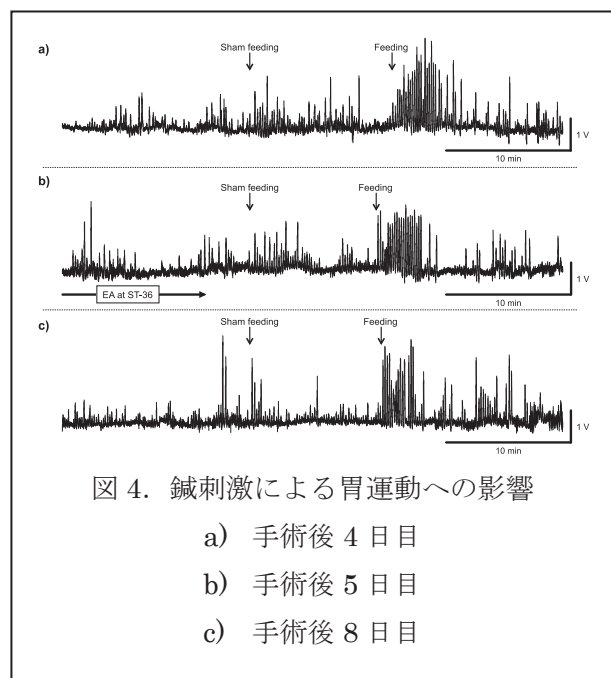 a)
Sham feeding
Feeding
1 V
10 min
b)
Sham feeding
Feeding
1 V
EA at ST-36
10 min
c)
Sham feeding
Feeding
1 V
10 min
図 4. 鍼刺激による胃運動への影響
a) 手術後 4 日目
b) 手術後 5 日目
c) 手術後 8 日目